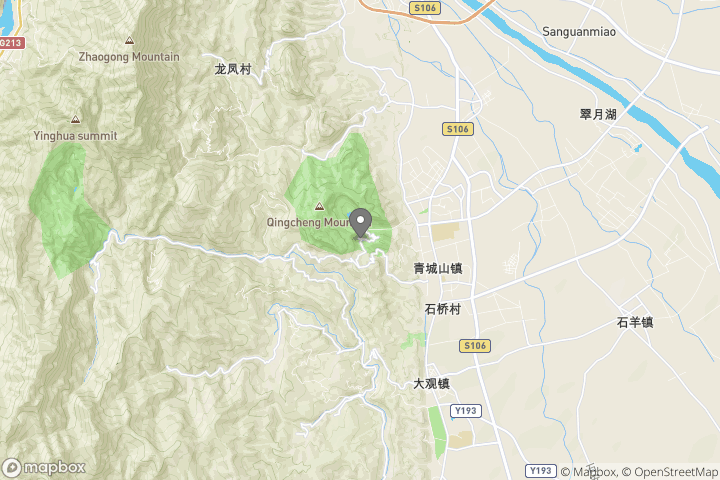 S106
Sanguanmiao
G213
Zhaogong Mountain
龙凤村
翠月湖
S106
Yinghua summit
Qingcheng Moun
青城山镇
石桥村
石羊镇
S106
大观镇
Y193
Y193
mapbox
© Mapbox, © OpenStreetMap